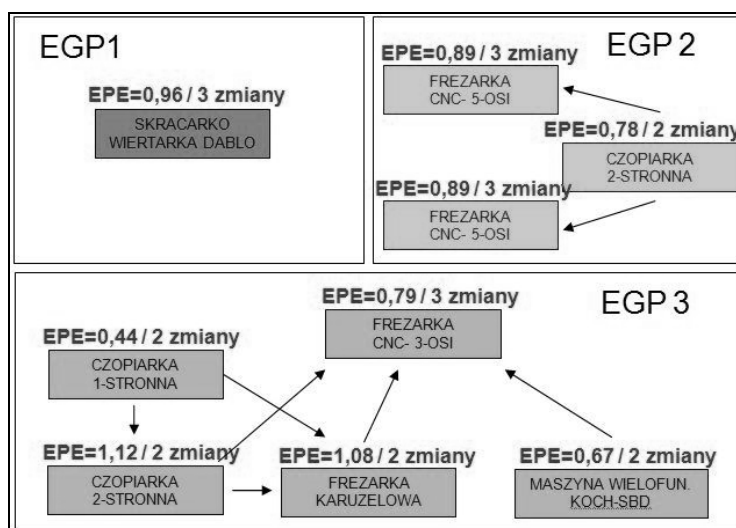 EGP1
EPE=0,96 / 3 zmiany
SKRACARKO
WIERTARKA DABLO
EGP 2
EPE=0,89 / 3 zmiany
FREZARKA
CNC- 5-OSI
EPE=0,78 / 2 zmiany
CZOPIARKA
2-STRONNA
EPE=0,89 / 3 zmiany
FREZARKA
CNC- 5-OSI
EGP 3
EPE=0,79 / 3 zmiany
FREZARKA
CNC- 3-OSI
EPE=0,44 / 2 zmiany
CZOPIARKA
1-STRONNA
EPE=1,12 / 2 zmiany
CZOPIARKA
2-STRONNA
EPE=1,08 / 2 zmiany
FREZARKA
KARUZELOWA
EPE=0,67 / 2 zmiany
MASZYNA WIELOFUN.
KOCH-SBD